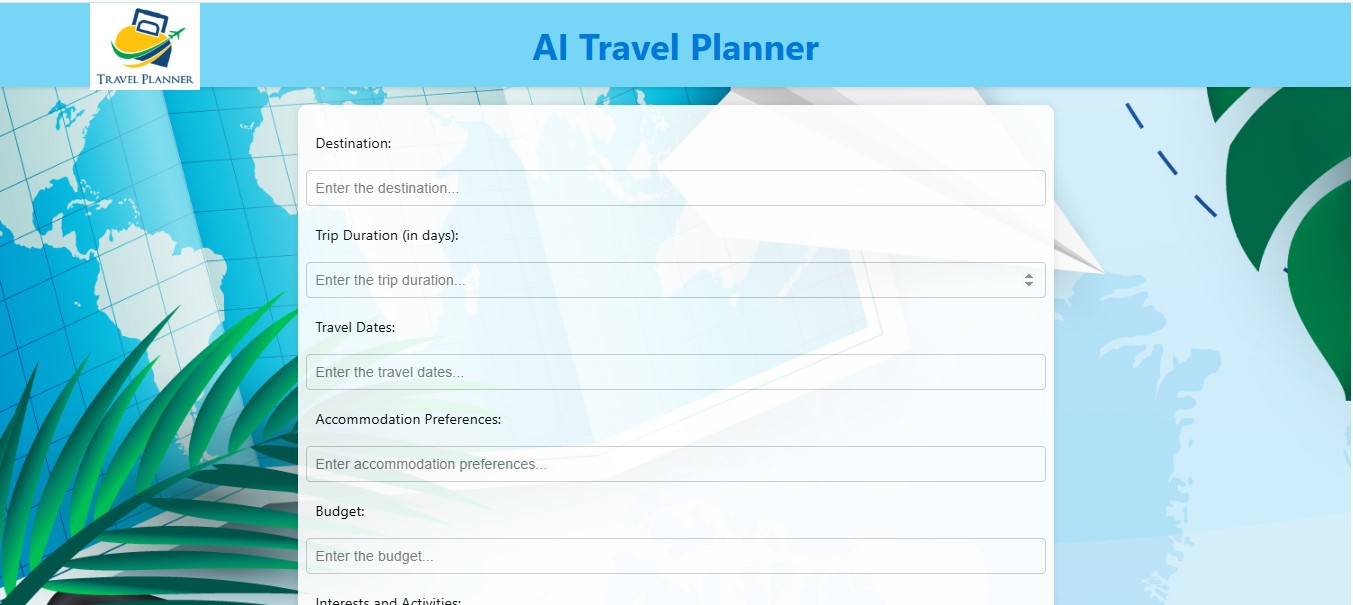 AI Travel Planner
TRAVEL PLANNER
Destination:
Enter the destination...
Trip Duration (in days):
Enter the trip duration...
Travel Dates:
Enter the travel dates...
Accommodation Preferences:
Enter accommodation preferences...
Budget:
Enter the budget...
Interests and Activities: